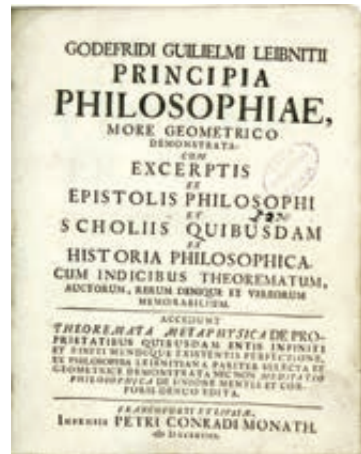 GODEFRIDI GUILIELMI LEIBNITII
PRINCIPIA
PHILOSOPHIAE,
MORE GEOMETRICO
DEMONSTRATA
CUM
EXCERPTIS
EX
EPISTOLIS PHILOSOPHI
ET
SCHOLIIS QUIBUSDAM
EX
HISTORIA PHILOSOPHICA.
CUM INDICIBUS THEOREMATUM,
AUCTORUM, RERUM DENIQUE ET VERBORUM
MEMORABILIUM.
ACCEDUNT
THEOREMATA METAPHYSICA DE PRO-
PRIETATIBUS QUIBUSDAM ENTIS INFINITI
ET FINITI MUNDIQUE EXISTENTIS PERFECTIONE,
EX PHILOSOPHIA LEIBNITIANA PARITER SELECTA ET
GEOMETRICE DEMONSTRATA NEC NON MEDITATIO
PHILOSOPHICA DE UNIONE MENTIS ET COR-
PORIS DENUO EDITA.
FRANCOFURTI ET LIPSIAE,
IMPENSIS PETRI CONRADI MONATH.